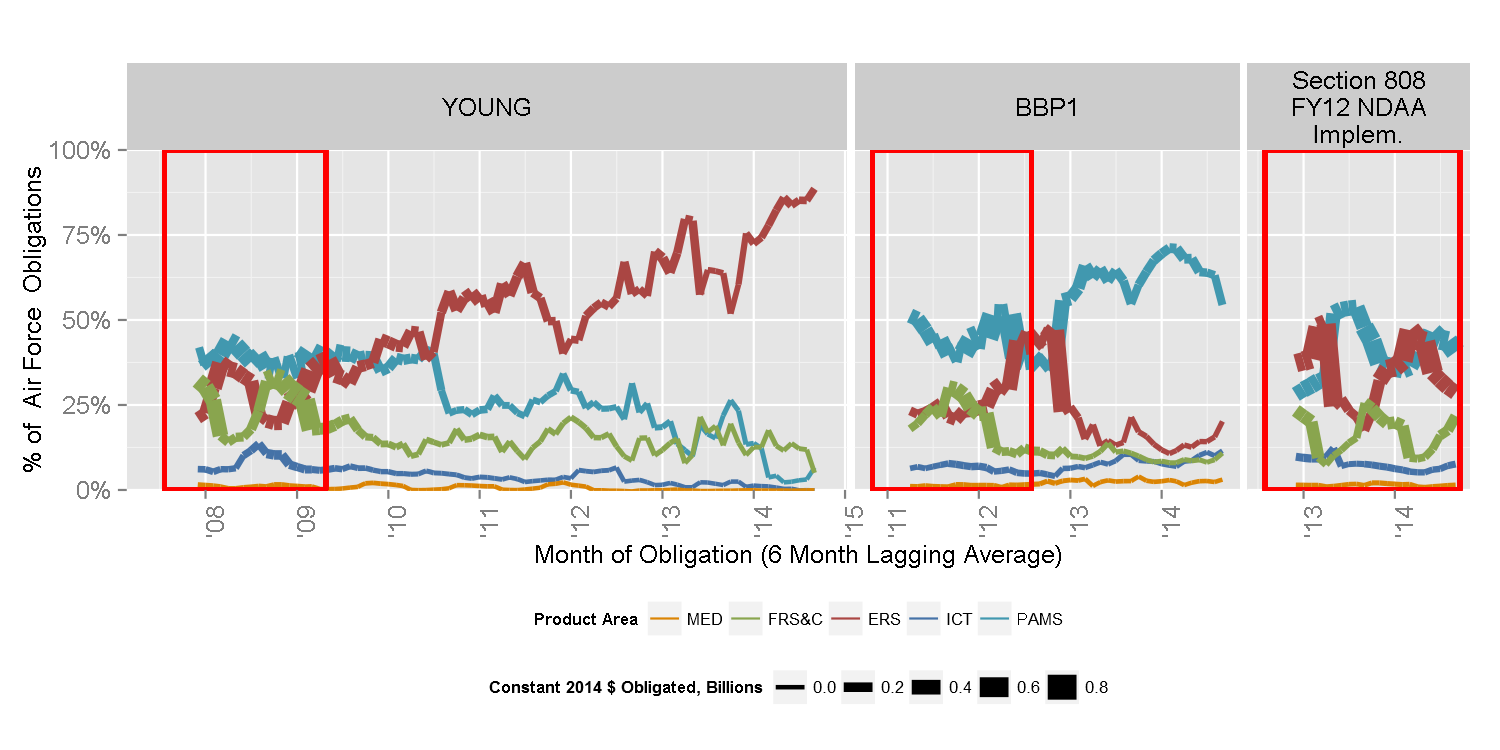 YOUNG
BBP1
Section 808
FY12 NDAA
Implem.
% of Air Force Obligations
100%
75%
50%
25%
0%
'08
'09
'10
'11
'12
'13
'14
'15
'11
'12
'13
'14
'13
'14
Month of Obligation (6 Month Lagging Average)
Product Area MED FRS&C ERS ICT PAMS
Constant 2014 $ Obligated, Billions 0.0 0.2 0.4 0.6 0.8